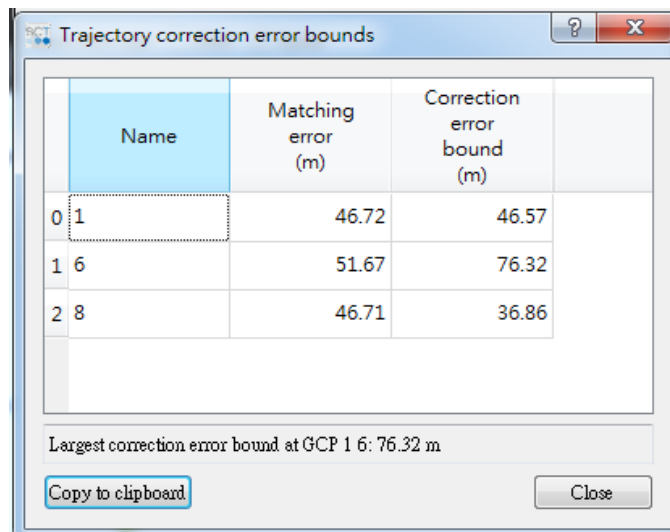 SCT Trajectory correction error bounds
Name
Matching
error
(m)
Correction
error
bound
(m)
0 1 46.72 46.57
1 6 51.67 76.32
2 8 46.71 36.86
Largest correction error bound at GCP 1 6: 76.32 m
Copy to clipboard
Close